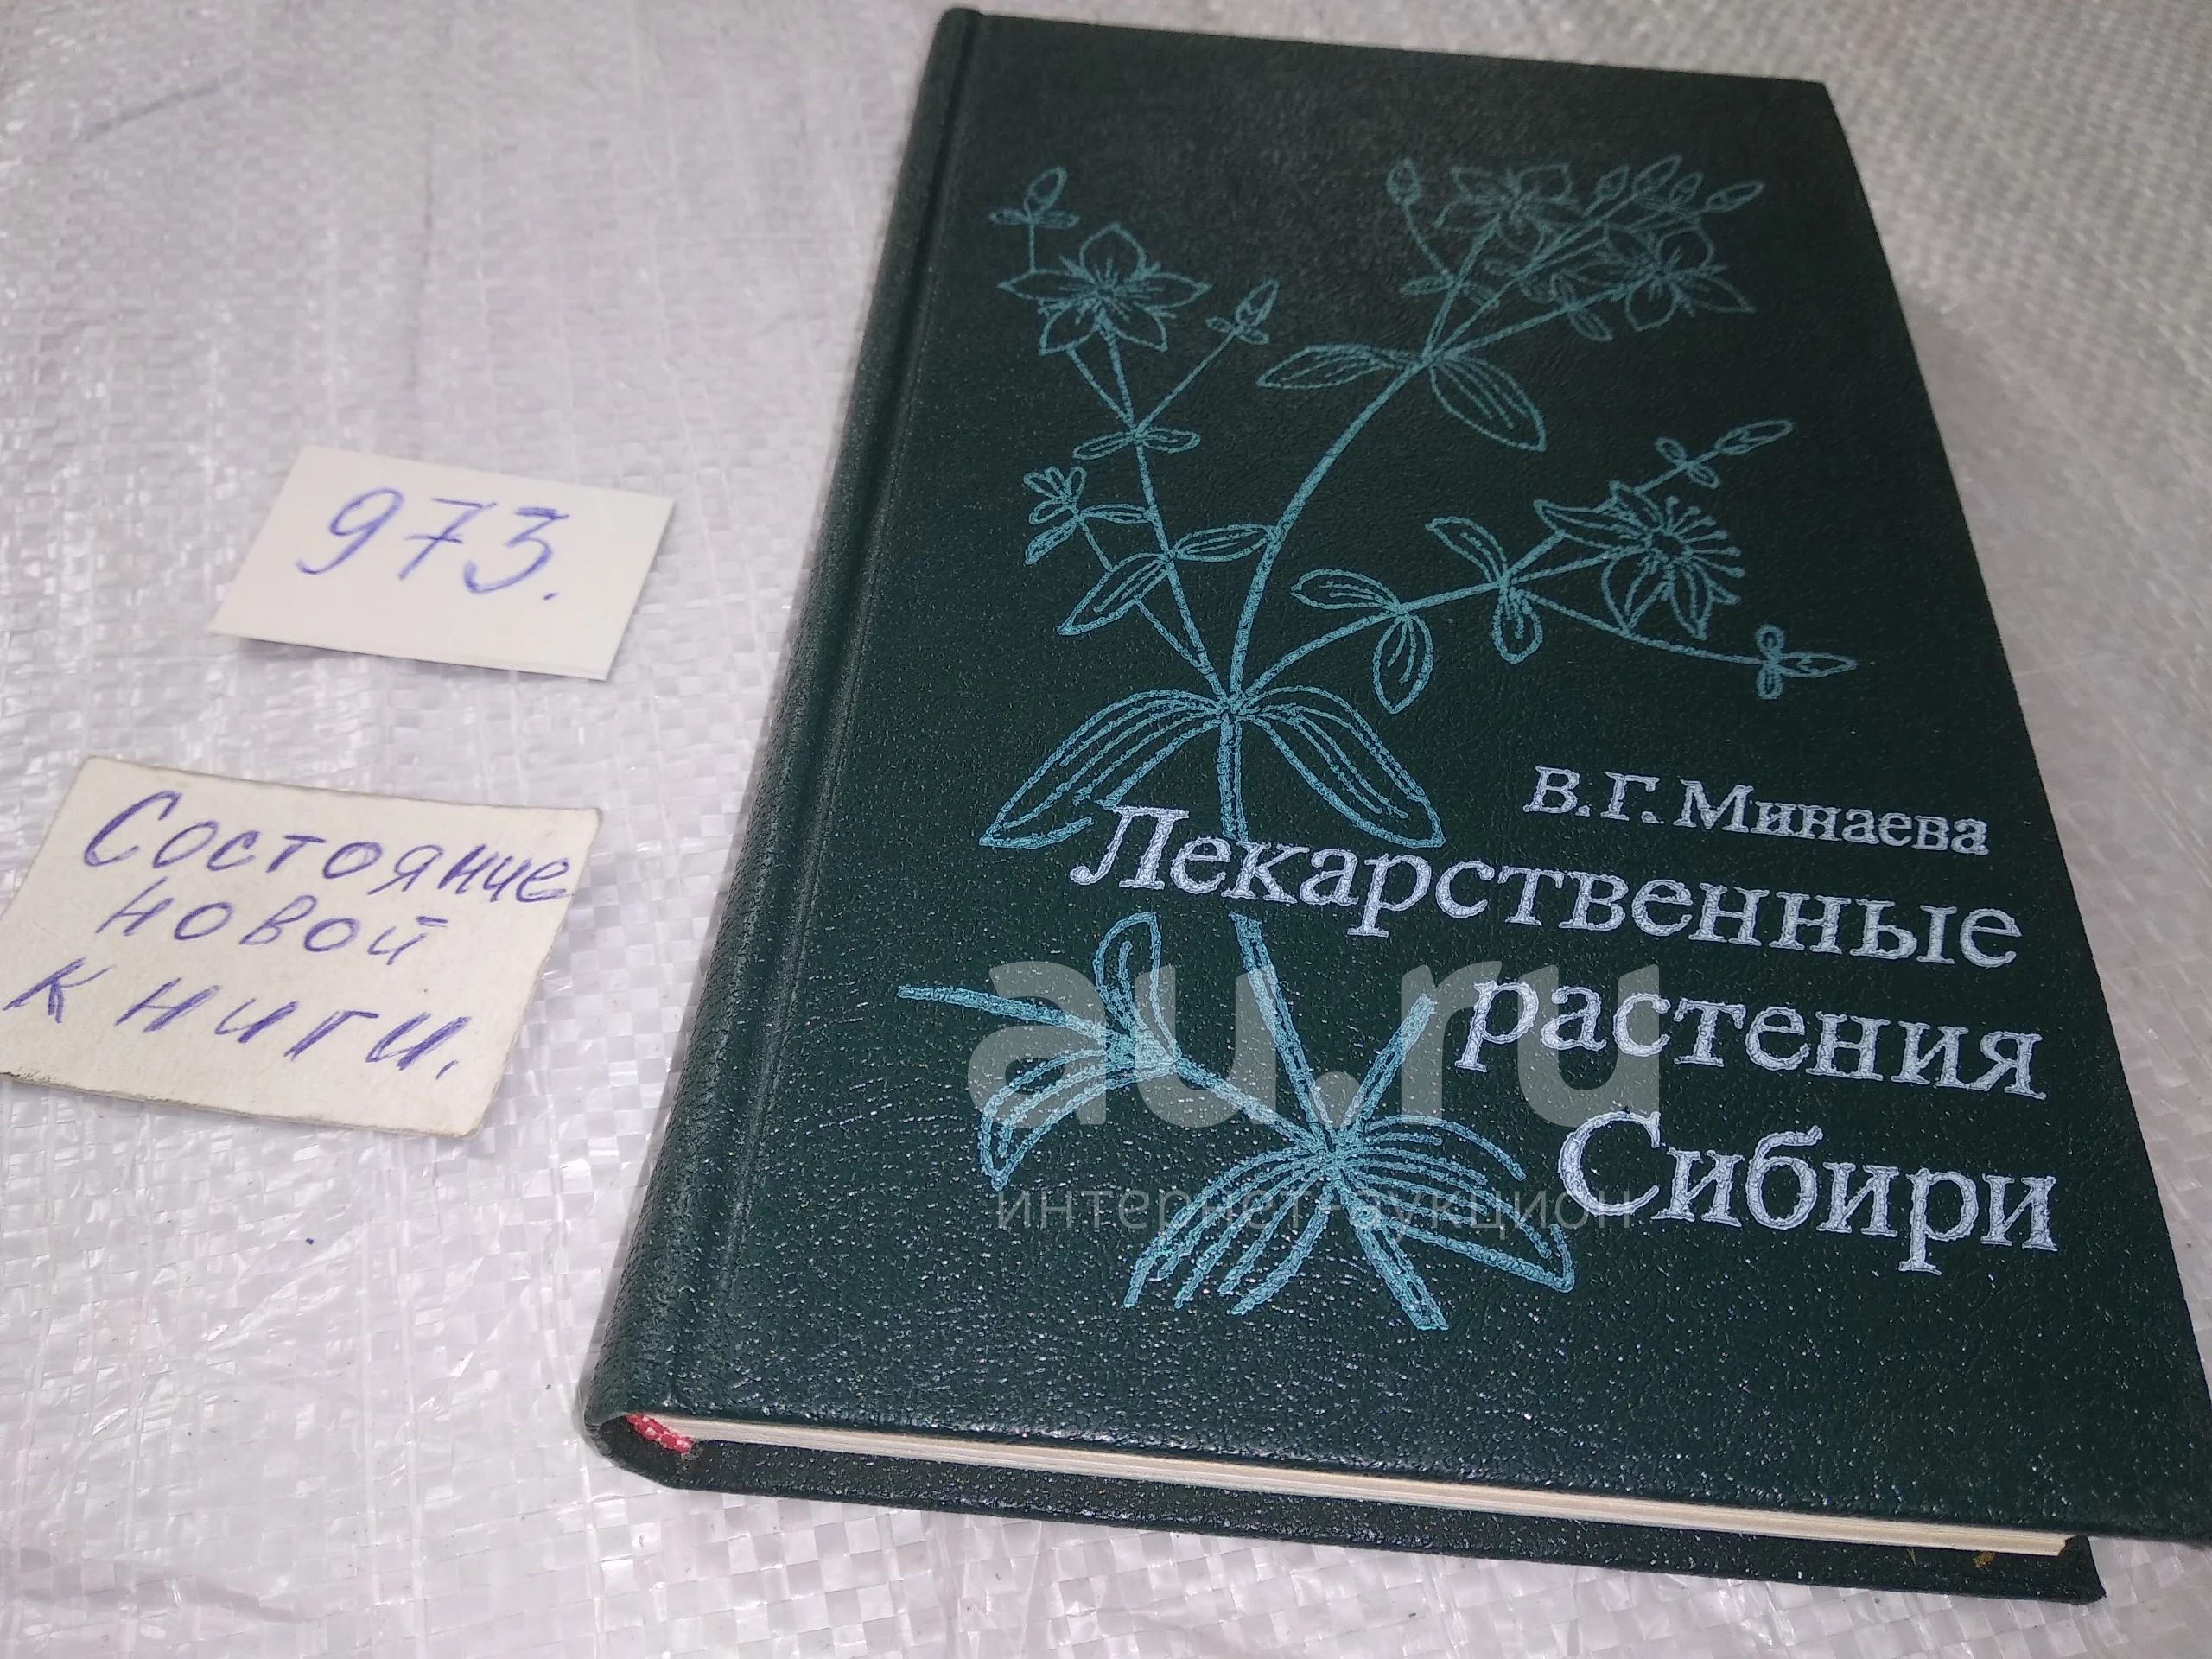 973.
Состояние
новой
книги.
В.Г. Минаева
Лекарственные
растения
Сибири
au.ru
интернет-аукцион